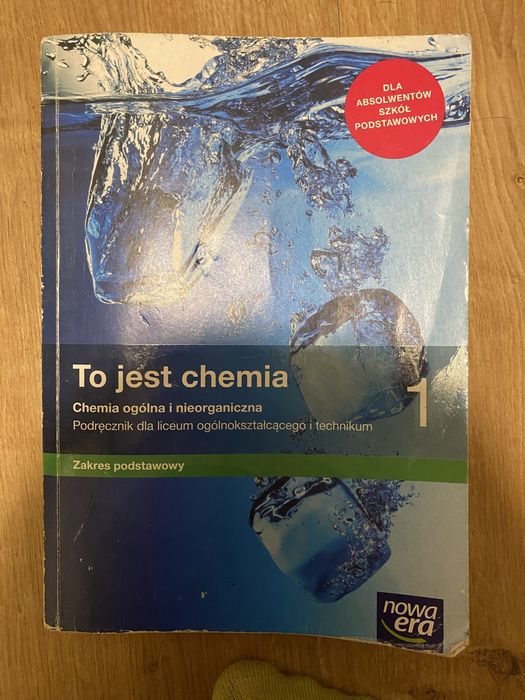 DLA
ABSOLWENTÓW
SZKÓŁ
PODSTAWOWYCH
To jest chemia
1
Chemia ogólna i nieorganiczna
Podręcznik dla liceum ogólnokształcącego i technikum
Zakres podstawowy
nowa
era